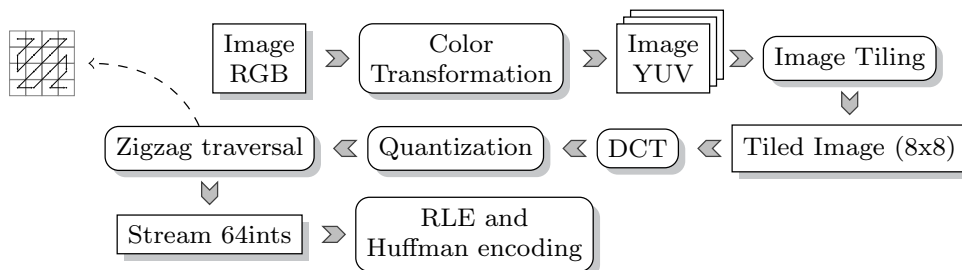 Image
RGB
Color
Transformation
Image
YUV
Image Tiling
Tiled Image (8x8)
DCT
Quantization
Zigzag traversal
Stream 64ints
RLE and
Huffman encoding